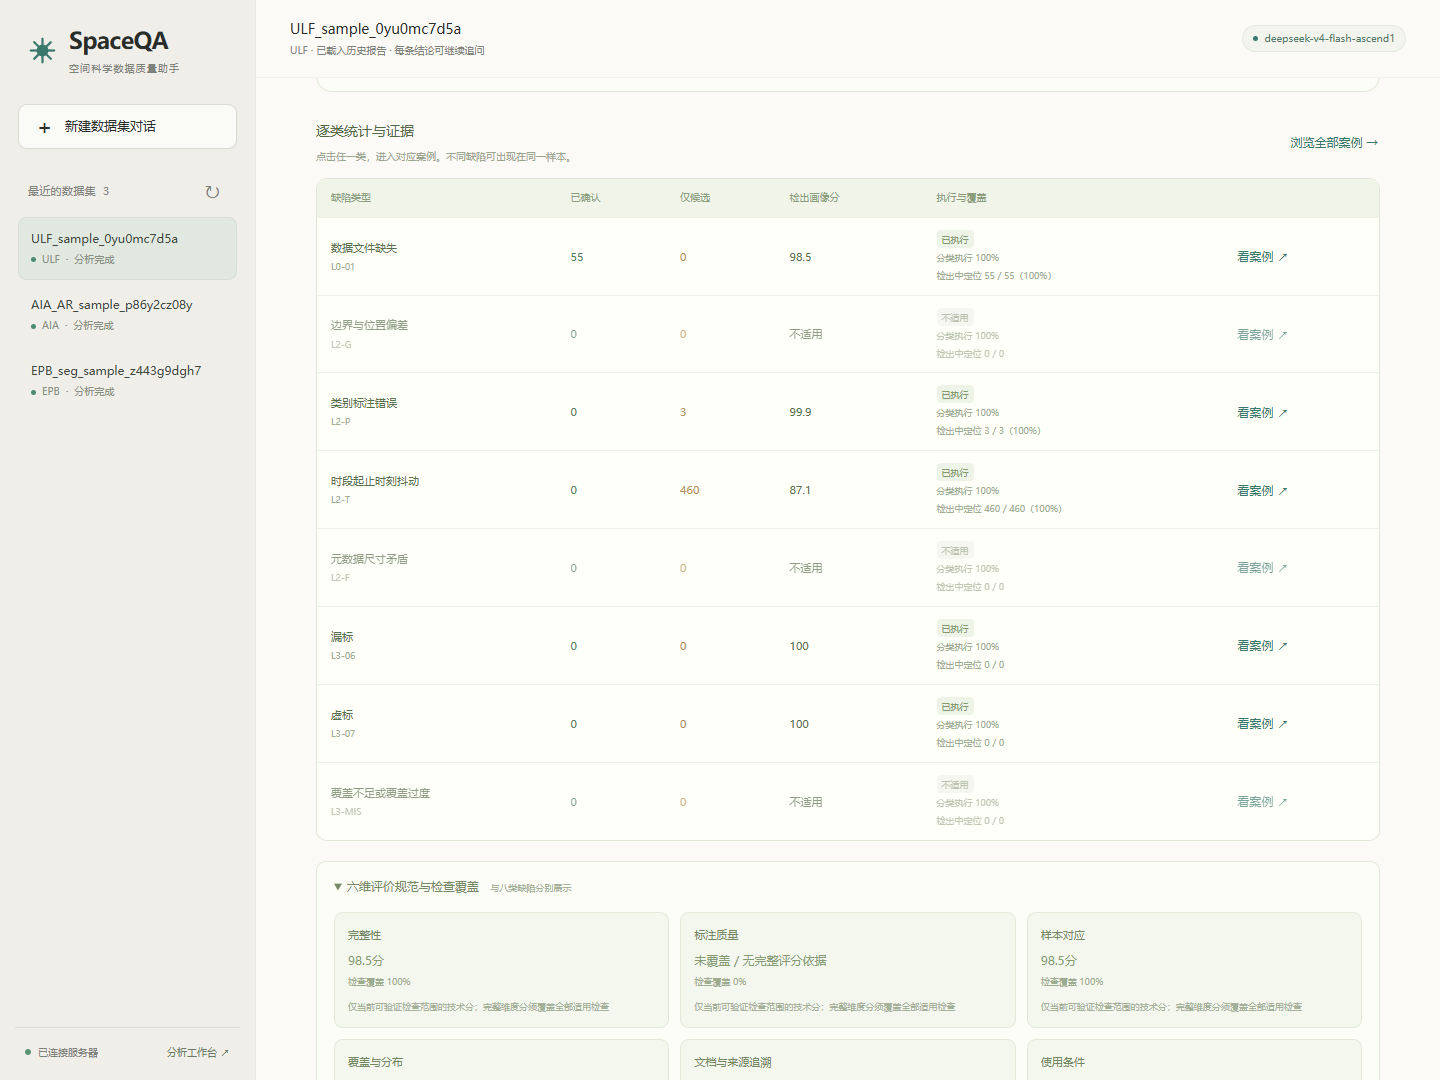 SpaceQA
空间科学数据质量助手
+ 新建数据集对话
最近的数据集 3
ULF_sample_0yu0mc7d5a
ULF · 分析完成
AIA_AR_sample_p86y2cz08y
AIA · 分析完成
EPB_seg_sample_z443g9dgh7
EPB · 分析完成
已连接服务器
分析工作台 ↗
ULF_sample_0yu0mc7d5a
ULF · 已载入历史报告 · 每条结论可继续追问
deepseek-v4-flash-ascend1
逐类统计与证据
点击任一类，进入对应案例。不同缺陷可出现在同一样本。
浏览全部案例 →
缺陷类型 已确认 仅候选 检出画像分 执行与覆盖
数据文件缺失
L0-01
55 0 98.5
已执行
分类执行 100%
检出中定位 55 / 55（100%）
看案例 ↗
边界与位置偏差
L2-G
0 0 不适用
不适用
分类执行 100%
检出中定位 0 / 0
看案例 ↗
类别标注错误
L2-P
0 3 99.9
已执行
分类执行 100%
检出中定位 3 / 3（100%）
看案例 ↗
时段起止时刻抖动
L2-T
0 460 87.1
已执行
分类执行 100%
检出中定位 460 / 460（100%）
看案例 ↗
元数据尺寸矛盾
L2-F
0 0 不适用
不适用
分类执行 100%
检出中定位 0 / 0
看案例 ↗
漏标
L3-06
0 0 100
已执行
分类执行 100%
检出中定位 0 / 0
看案例 ↗
虚标
L3-07
0 0 100
已执行
分类执行 100%
检出中定位 0 / 0
看案例 ↗
覆盖不足或覆盖过度
L3-MIS
0 0 不适用
不适用
分类执行 100%
检出中定位 0 / 0
看案例 ↗
▼ 六维评价规范与检查覆盖 与八类缺陷分别展示
完整性
98.5分
检查覆盖 100%
仅当前可验证检查范围的技术分；完整维度分须覆盖全部适用检查
标注质量
未覆盖 / 无完整评分依据
检查覆盖 0%
仅当前可验证检查范围的技术分；完整维度分须覆盖全部适用检查
样本对应
98.5分
检查覆盖 100%
仅当前可验证检查范围的技术分；完整维度分须覆盖全部适用检查
覆盖与分布
文档与来源追溯
使用条件